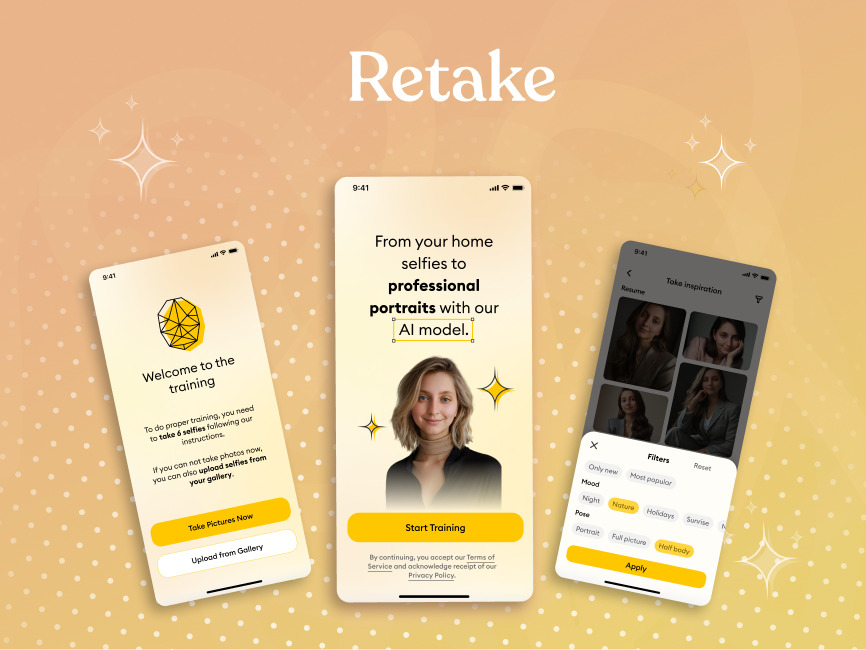 Retake
9:41
Welcome to the
training
To do proper training, you need
to take 6 selfies following our
instructions.
If you can not take photos now,
you can also upload selfies from
your gallery.
Take Pictures Now
Upload from Gallery
9:41
From your home
selfies to
professional
portraits with our
AI model.
Start Training
By continuing, you accept our Terms of
Service and acknowledge receipt of our
Privacy Policy.
9:41
Take inspiration
Resume
Filters
Reset
Only new
Most popular
Mood
Night
Nature
Holidays
Sunrise
Pose
Portrait
Full picture
Half body
Apply